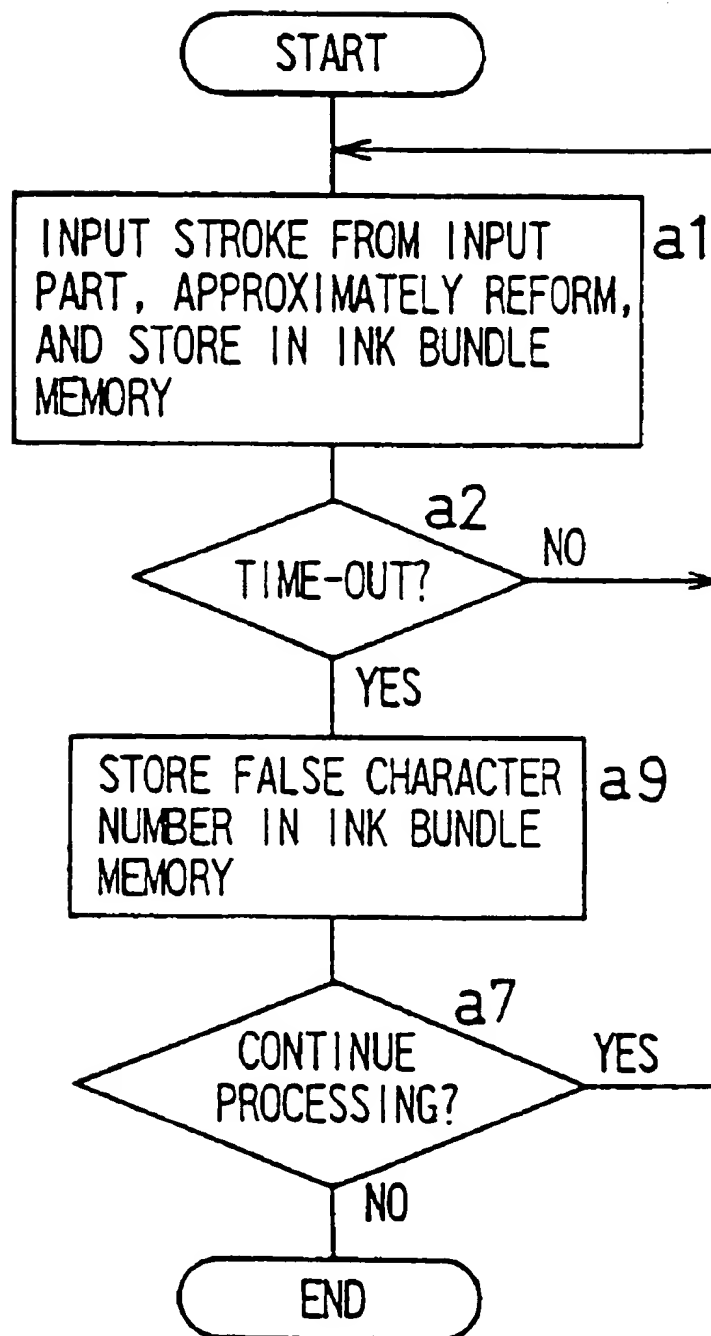 START
INPUT STROKE FROM INPUT
PART, APPROXIMATELY REFORM,
AND STORE IN INK BUNDLE
MEMORY
a1
a2
TIME-OUT?
NO
YES
STORE FALSE CHARACTER
NUMBER IN INK BUNDLE
MEMORY
a9
a7
CONTINUE
PROCESSING?
YES
NO
END